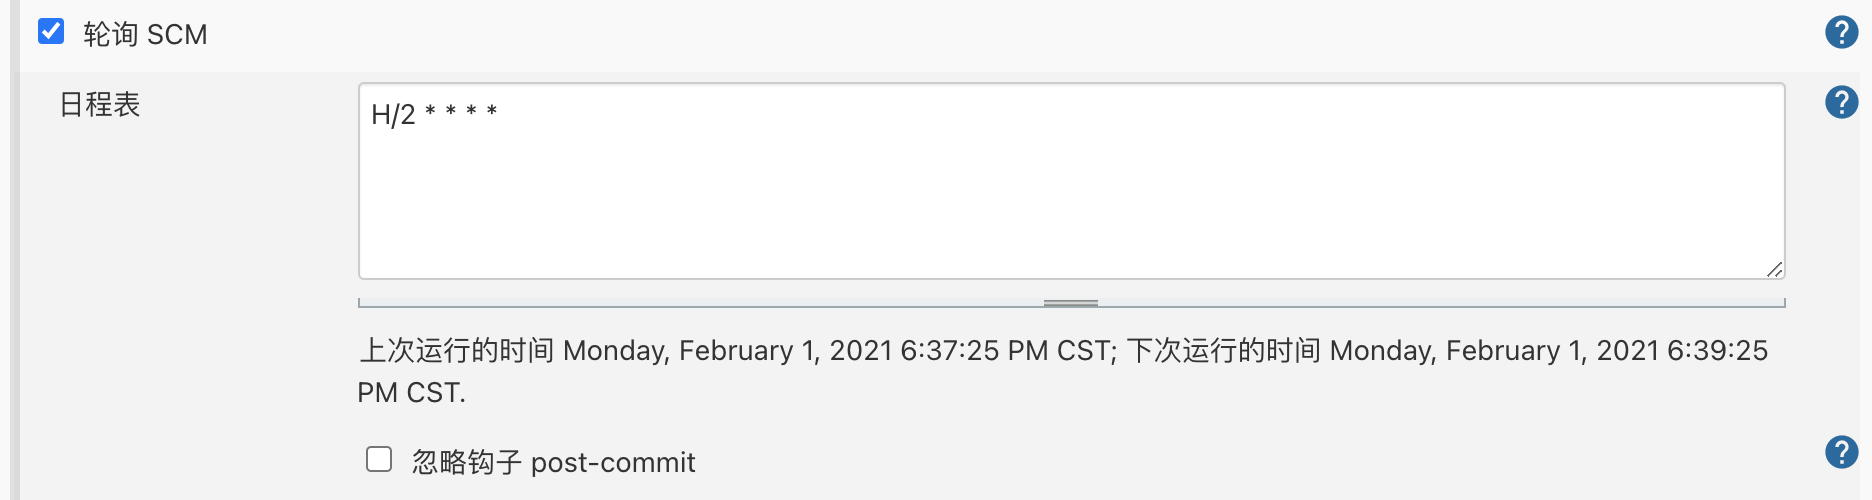 轮询 SCM
?
日程表
H/2 * * * *
?
上次运行的时间 Monday, February 1, 2021 6:37:25 PM CST; 下次运行的时间 Monday, February 1, 2021 6:39:25
PM CST.
忽略钩子 post-commit
?